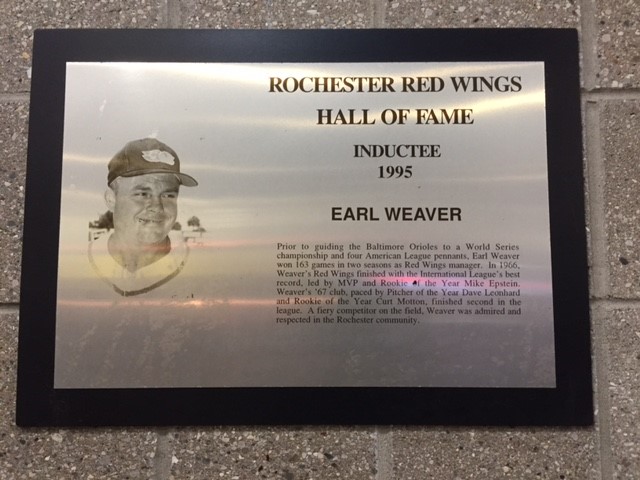 ROCHESTER RED WINGS
HALL OF FAME
INDUCTEE
1995
EARL WEAVER
Prior to guiding the Baltimore Orioles to a World Series
championship and four American League pennants, Earl Weaver
won 163 games in two seasons as Red Wings manager. In 1966,
Weaver's Red Wings finished with the International League's best
record, led by MVP and Rookie of the Year Mike Epstein.
Weaver's '67 club, paced by Pitcher of the Year Dave Leonhard
and Rookie of the Year Curt Motton, finished second in the
league. A fiery competitor on the field, Weaver was admired and
respected in the Rochester community.